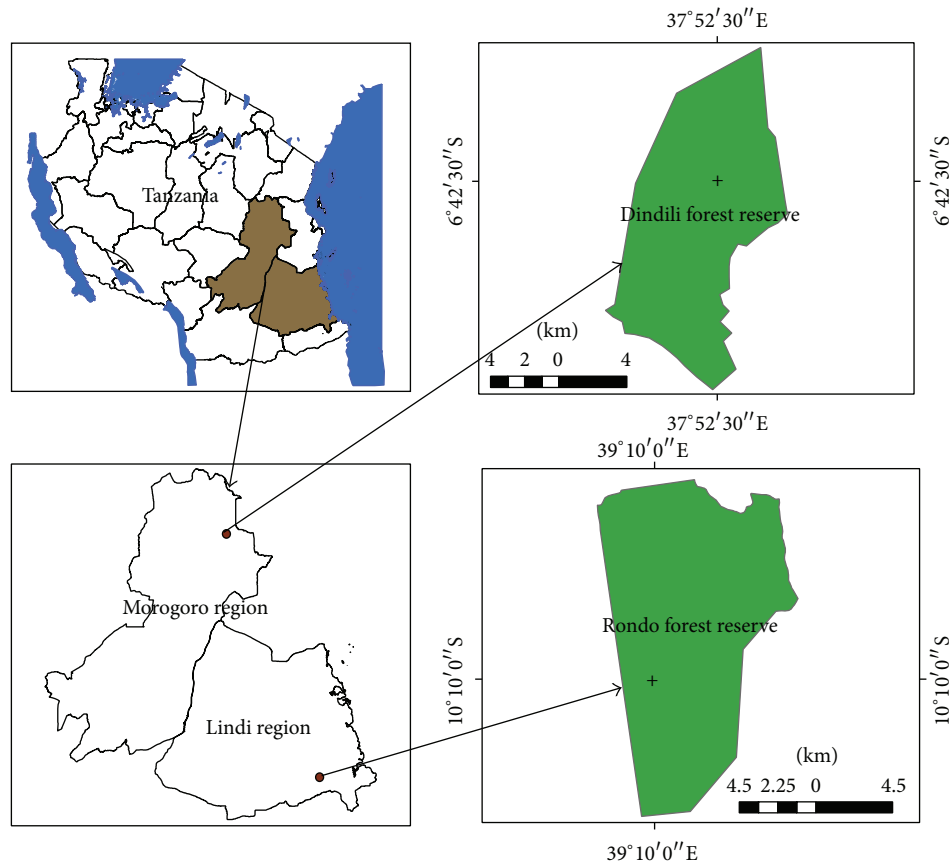 Tanzania
37°52′30″E
6°42′30″S
6°42′30″S
Dindili forest reserve
(km)
4 2 0 4
37°52′30″E
Morogoro region
Lindi region
39°10′0″E
10°10′0″S
10°10′0″S
Rondo forest reserve
(km)
4.5 2.25 0 4.5
39°10′0″E